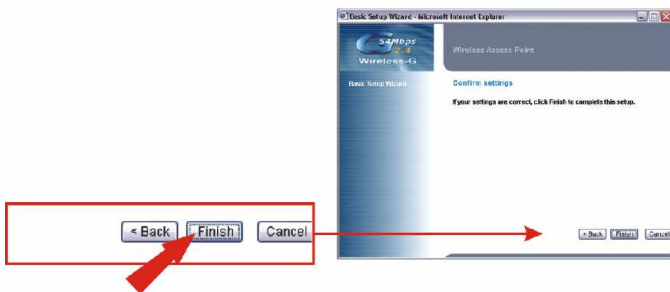 Basic Setup Wizard - Microsoft Internet Explorer
54Mbps
2.4
Wireless-G
Wireless Access Point
Basic Setup Wizard
Confirm settings
If your settings are correct, click Finish to complete this setup.
< Back Finish Cancel
< Back Finish Cancel